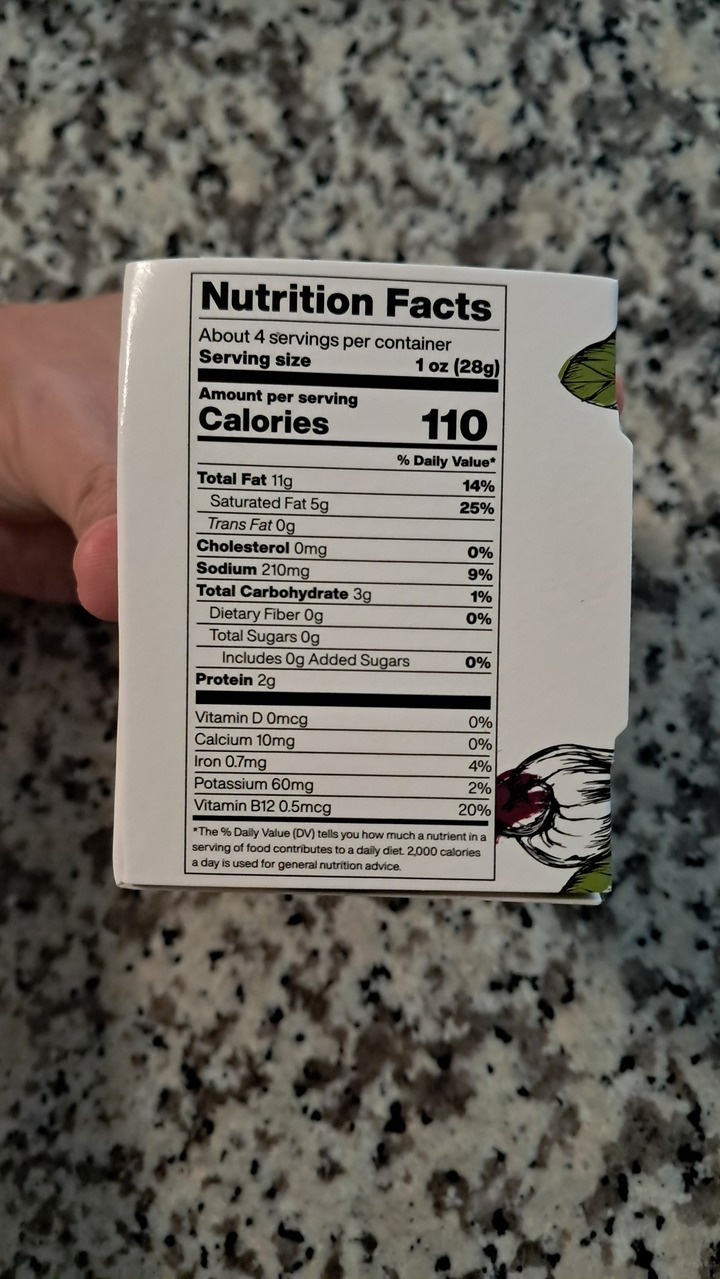 Nutrition Facts
About 4 servings per container
Serving size 1 oz (28g)
Amount per serving
Calories 110
% Daily Value*
Total Fat 11g 14%
Saturated Fat 5g 25%
Trans Fat 0g
Cholesterol 0mg 0%
Sodium 210mg 9%
Total Carbohydrate 3g 1%
Dietary Fiber 0g 0%
Total Sugars 0g
Includes 0g Added Sugars 0%
Protein 2g
Vitamin D 0mcg 0%
Calcium 10mg 0%
Iron 0.7mg 4%
Potassium 60mg 2%
Vitamin B12 0.5mcg 20%
*The % Daily Value (DV) tells you how much a nutrient in a
serving of food contributes to a daily diet. 2,000 calories
a day is used for general nutrition advice.